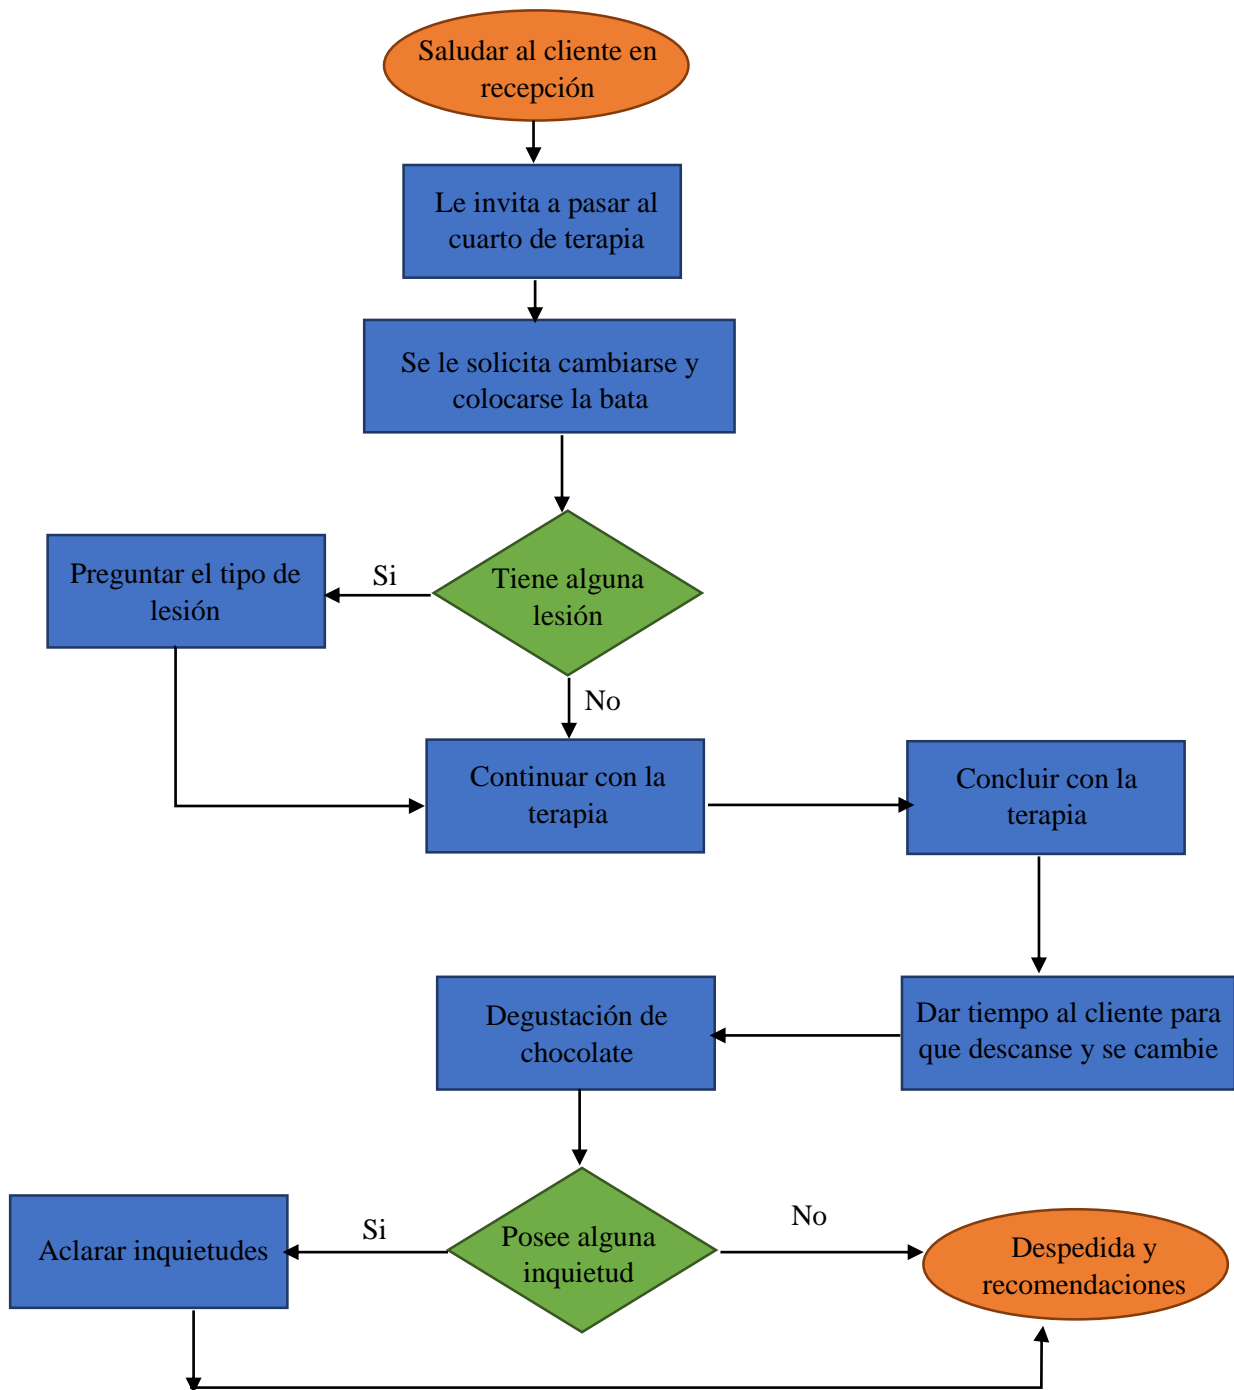 Saludar al cliente en
recepción
Le invita a pasar al
cuarto de terapia
Se le solicita cambiarse y
colocarse la bata
Tiene alguna
lesión
Si
Preguntar el tipo de
lesión
No
Continuar con la
terapia
Concluir con la
terapia
Dar tiempo al cliente para
que descanse y se cambie
Degustación de
chocolate
Posee alguna
inquietud
Si
Aclarar inquietudes
No
Despedida y
recomendaciones